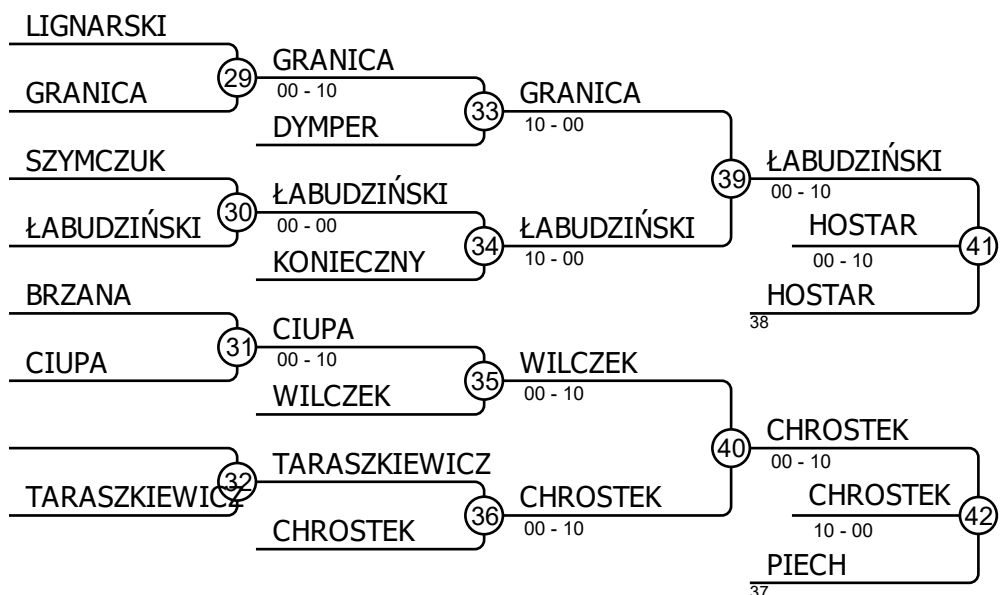 LIGNARSKI
GRANICA
29
GRANICA
00 - 10
DYMPER
33
GRANICA
10 - 00
SZYMCZUK
ŁABUDZIŃSKI
30
ŁABUDZIŃSKI
00 - 00
KONIECZNY
34
ŁABUDZIŃSKI
10 - 00
39
ŁABUDZIŃSKI
00 - 10
HOSTAR
00 - 10
41
HOSTAR
38
BRZANA
CIUPA
31
CIUPA
00 - 10
WILCZEK
35
WILCZEK
00 - 10
TARASZKIEWICZ
32
TARASZKIEWICZ
CHROSTEK
36
CHROSTEK
00 - 10
40
CHROSTEK
00 - 10
CHROSTEK
10 - 00
42
PIECH
37